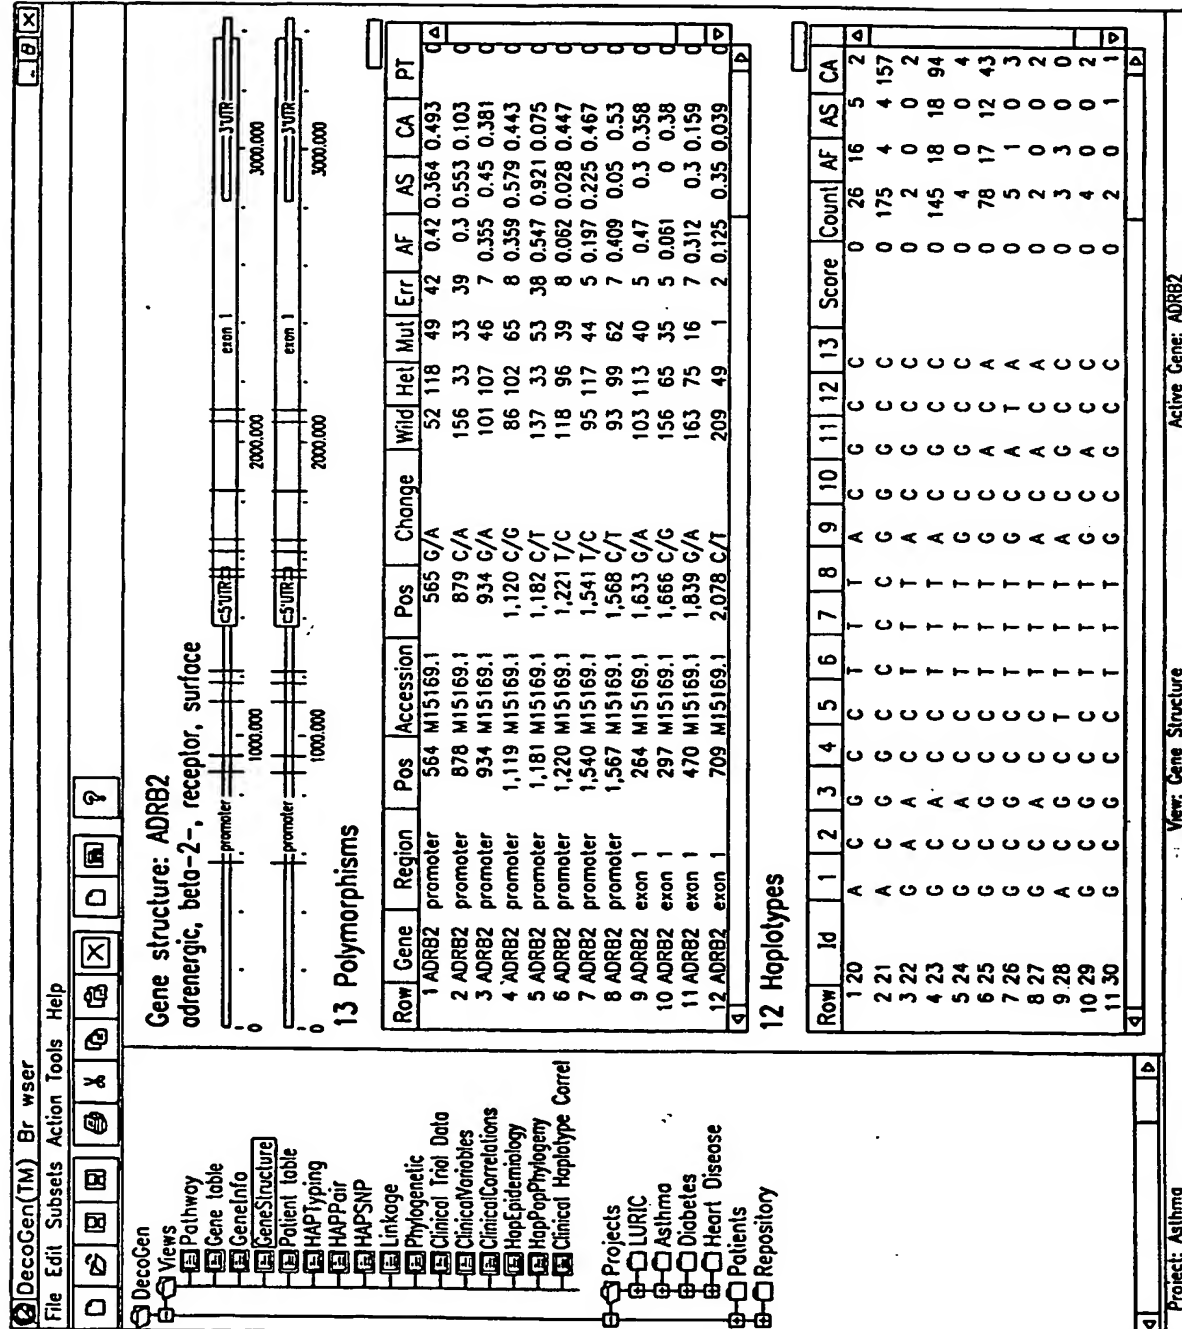 DecoGen(TM) Br wser
File Edit Subsets Action Tools Help
?
DecoGen
Views
Pathway
Gene table
GeneInfo
GeneStructure
Patient table
HAPTyping
HAPPair
HAPSNP
Linkage
Phylogenetic
Clinical Trial Data
ClinicalVariables
ClinicalCorrelations
HapEpidemiology
HapPopPhylogeny
Clinical Haplotype Correl
Projects
LURIC
Asthma
Diabetes
Heart Disease
Patients
Repository
Gene structure: ADRB2
adrenergic, beta-2-, receptor, surface
promoter c5'UTR exon 1 3'UTR
0 1000.000 2000.000 3000.000
promoter c5'UTR exon 1 3'UTR
0 1000.000 2000.000 3000.000
13 Polymorphisms
Row Gene Region Pos Accession Pos Change Wild Het Mut Err AF AS CA PT
1 ADRB2 promoter 564 M15169.1 565 G/A 52 118 49 42 0.42 0.364 0.493 0
2 ADRB2 promoter 878 M15169.1 879 C/A 156 33 33 39 0.3 0.553 0.103 0
3 ADRB2 promoter 934 M15169.1 934 G/A 101 107 46 7 0.355 0.45 0.381 0
4 ADRB2 promoter 1,119 M15169.1 1,120 C/G 86 102 65 8 0.359 0.579 0.443 0
5 ADRB2 promoter 1,181 M15169.1 1,182 C/T 137 33 53 38 0.547 0.921 0.075 0
6 ADRB2 promoter 1,220 M15169.1 1,221 T/C 118 96 39 8 0.062 0.028 0.447 0
7 ADRB2 promoter 1,540 M15169.1 1,541 T/C 95 117 44 5 0.197 0.225 0.467 0
8 ADRB2 promoter 1,567 M15169.1 1,568 C/T 93 99 62 7 0.409 0.05 0.53 0
9 ADRB2 exon 1 264 M15169.1 1,633 G/A 103 113 40 5 0.47 0.3 0.358 0
10 ADRB2 exon 1 297 M15169.1 1,666 C/G 156 65 35 5 0.061 0 0.38 0
11 ADRB2 exon 1 470 M15169.1 1,839 G/A 163 75 16 7 0.312 0.3 0.159 0
12 ADRB2 exon 1 709 M15169.1 2,078 C/T 209 49 1 2 0.125 0.35 0.039 0
12 Haplotypes
Row Id 1 2 3 4 5 6 7 8 9 10 11 12 13 Score Count AF AS CA
1 20 A C G C C T T T A C G C C 0 26 16 5 2
2 21 A C G G C C C C G G G C C 0 175 4 4 157
3 22 G A A C C T T T A C G C C 0 2 0 0 2
4 23 G C A C C T T T A C G C C 0 145 18 18 94
5 24 G C A C C T T T G G G C C 0 4 0 0 4
6 25 G C G C C T T T G C A C A 0 78 17 12 43
7 26 G C G C C T T T G C A T A 0 5 1 0 3
8 27 G C A C C T T T A C A C A 0 2 0 0 2
9 28 A C G C T T T T A C G C C 0 3 3 0 0
10 29 G C G C C T T T G C A C C 0 4 0 0 2
11 30 G C G C C T T T G C G C C 0 2 0 1 1
Project: Asthma View: Gene Structure Active Gene: ADRB2